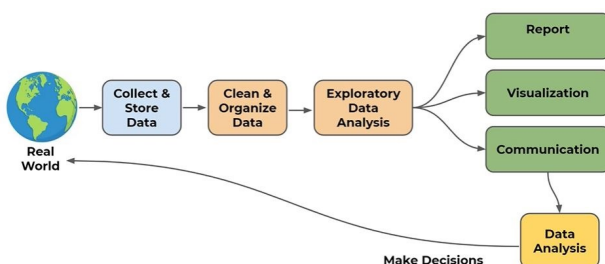 Real
World
Collect &
Store
Data
Clean &
Organize
Data
Exploratory
Data
Analysis
Report
Visualization
Communication
Data
Analysis
Make Decisions